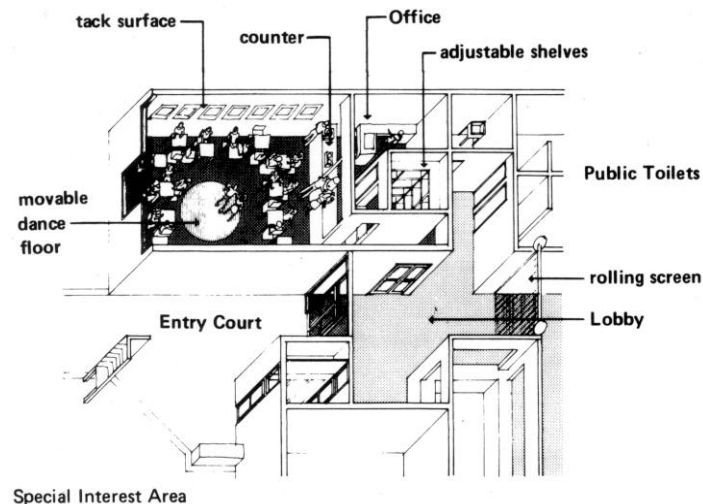 tack surface
Office
counter
adjustable shelves
Public Toilets
movable
dance
floor
rolling screen
Entry Court
Lobby
Special Interest Area